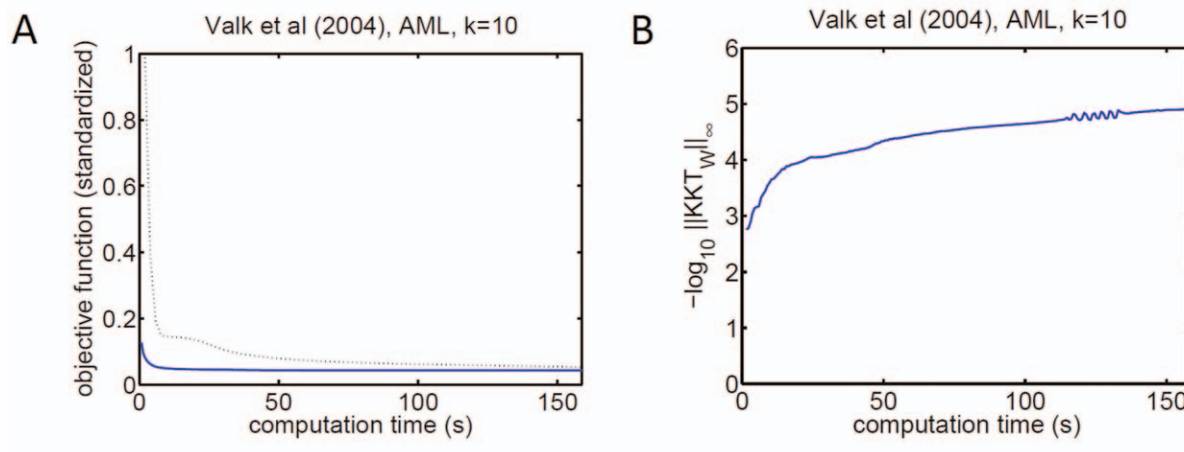 A
Valk et al (2004), AML, k=10
objective function (standardized)
1
0.8
0.6
0.4
0.2
0
0
50
100
150
computation time (s)
B
Valk et al (2004), AML, k=10
−log10 ||KKTW||∞
6
5
4
3
2
1
0
0
50
100
150
computation time (s)